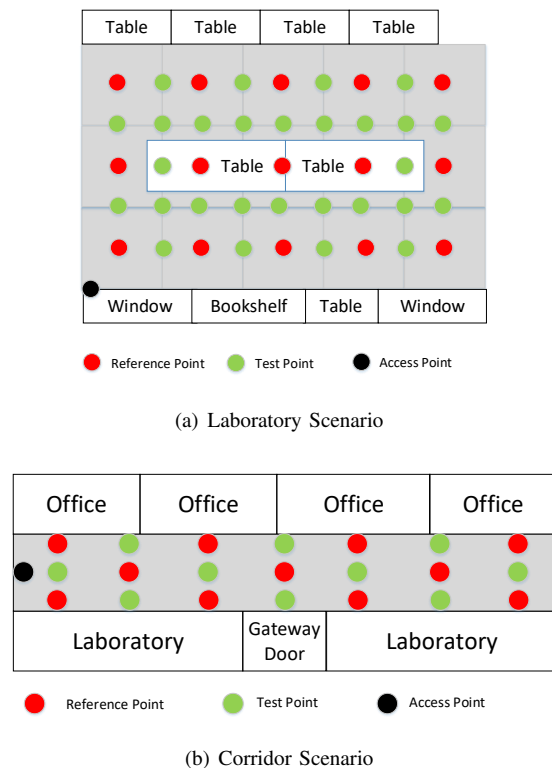 Table Table Table Table
Table Table
Window Bookshelf Table Window
Reference Point Test Point Access Point
(a) Laboratory Scenario
Office Office Office Office
Laboratory Gateway Door Laboratory
Reference Point Test Point Access Point
(b) Corridor Scenario